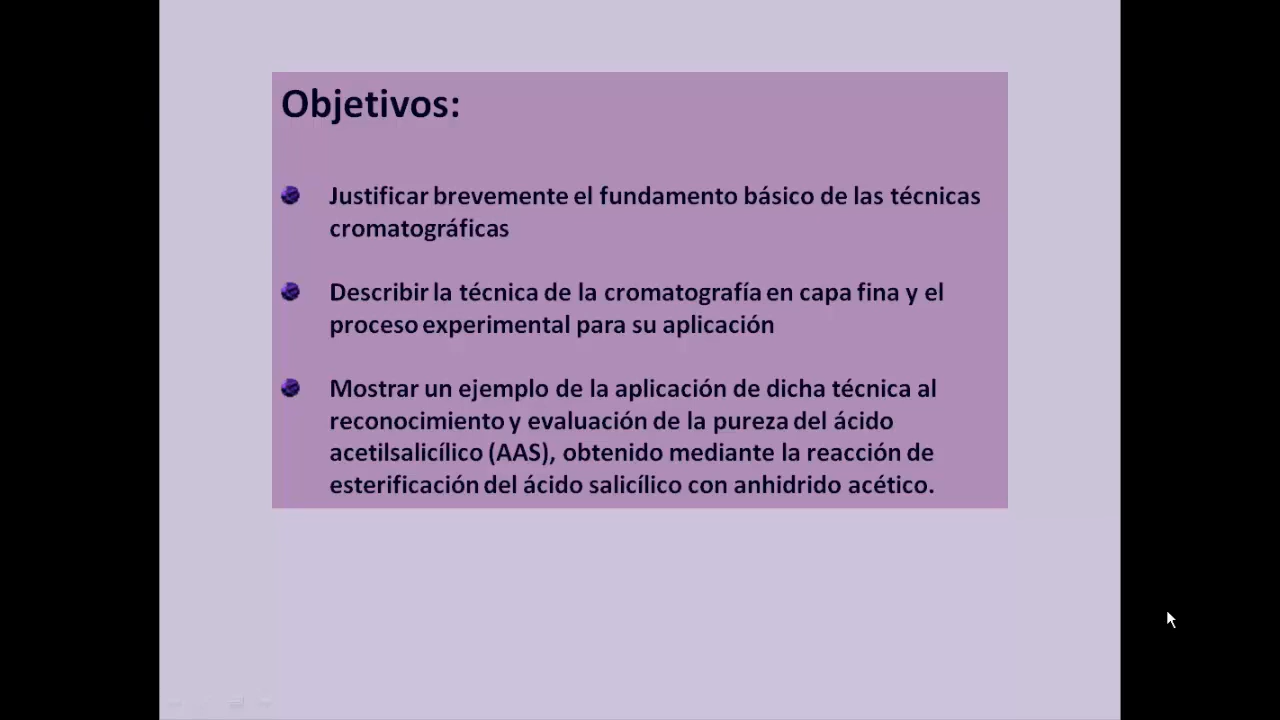 Objetivos:
Justificar brevemente el fundamento básico de las técnicas
cromatográficas
Describir la técnica de la cromatografía en capa fina y el
proceso experimental para su aplicación
Mostrar un ejemplo de la aplicación de dicha técnica al
reconocimiento y evaluación de la pureza del ácido
acetilsalicílico (AAS), obtenido mediante la reacción de
esterificación del ácido salicílico con anhidrido acético.